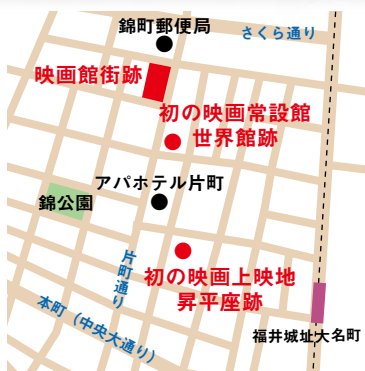 錦町郵便局
さくら通り
映画館街跡
初の映画常設館
世界館跡
アパホテル片町
錦公園
片町通り
初の映画上映地
昇平座跡
本町（中央大通り）
福井城址大名町